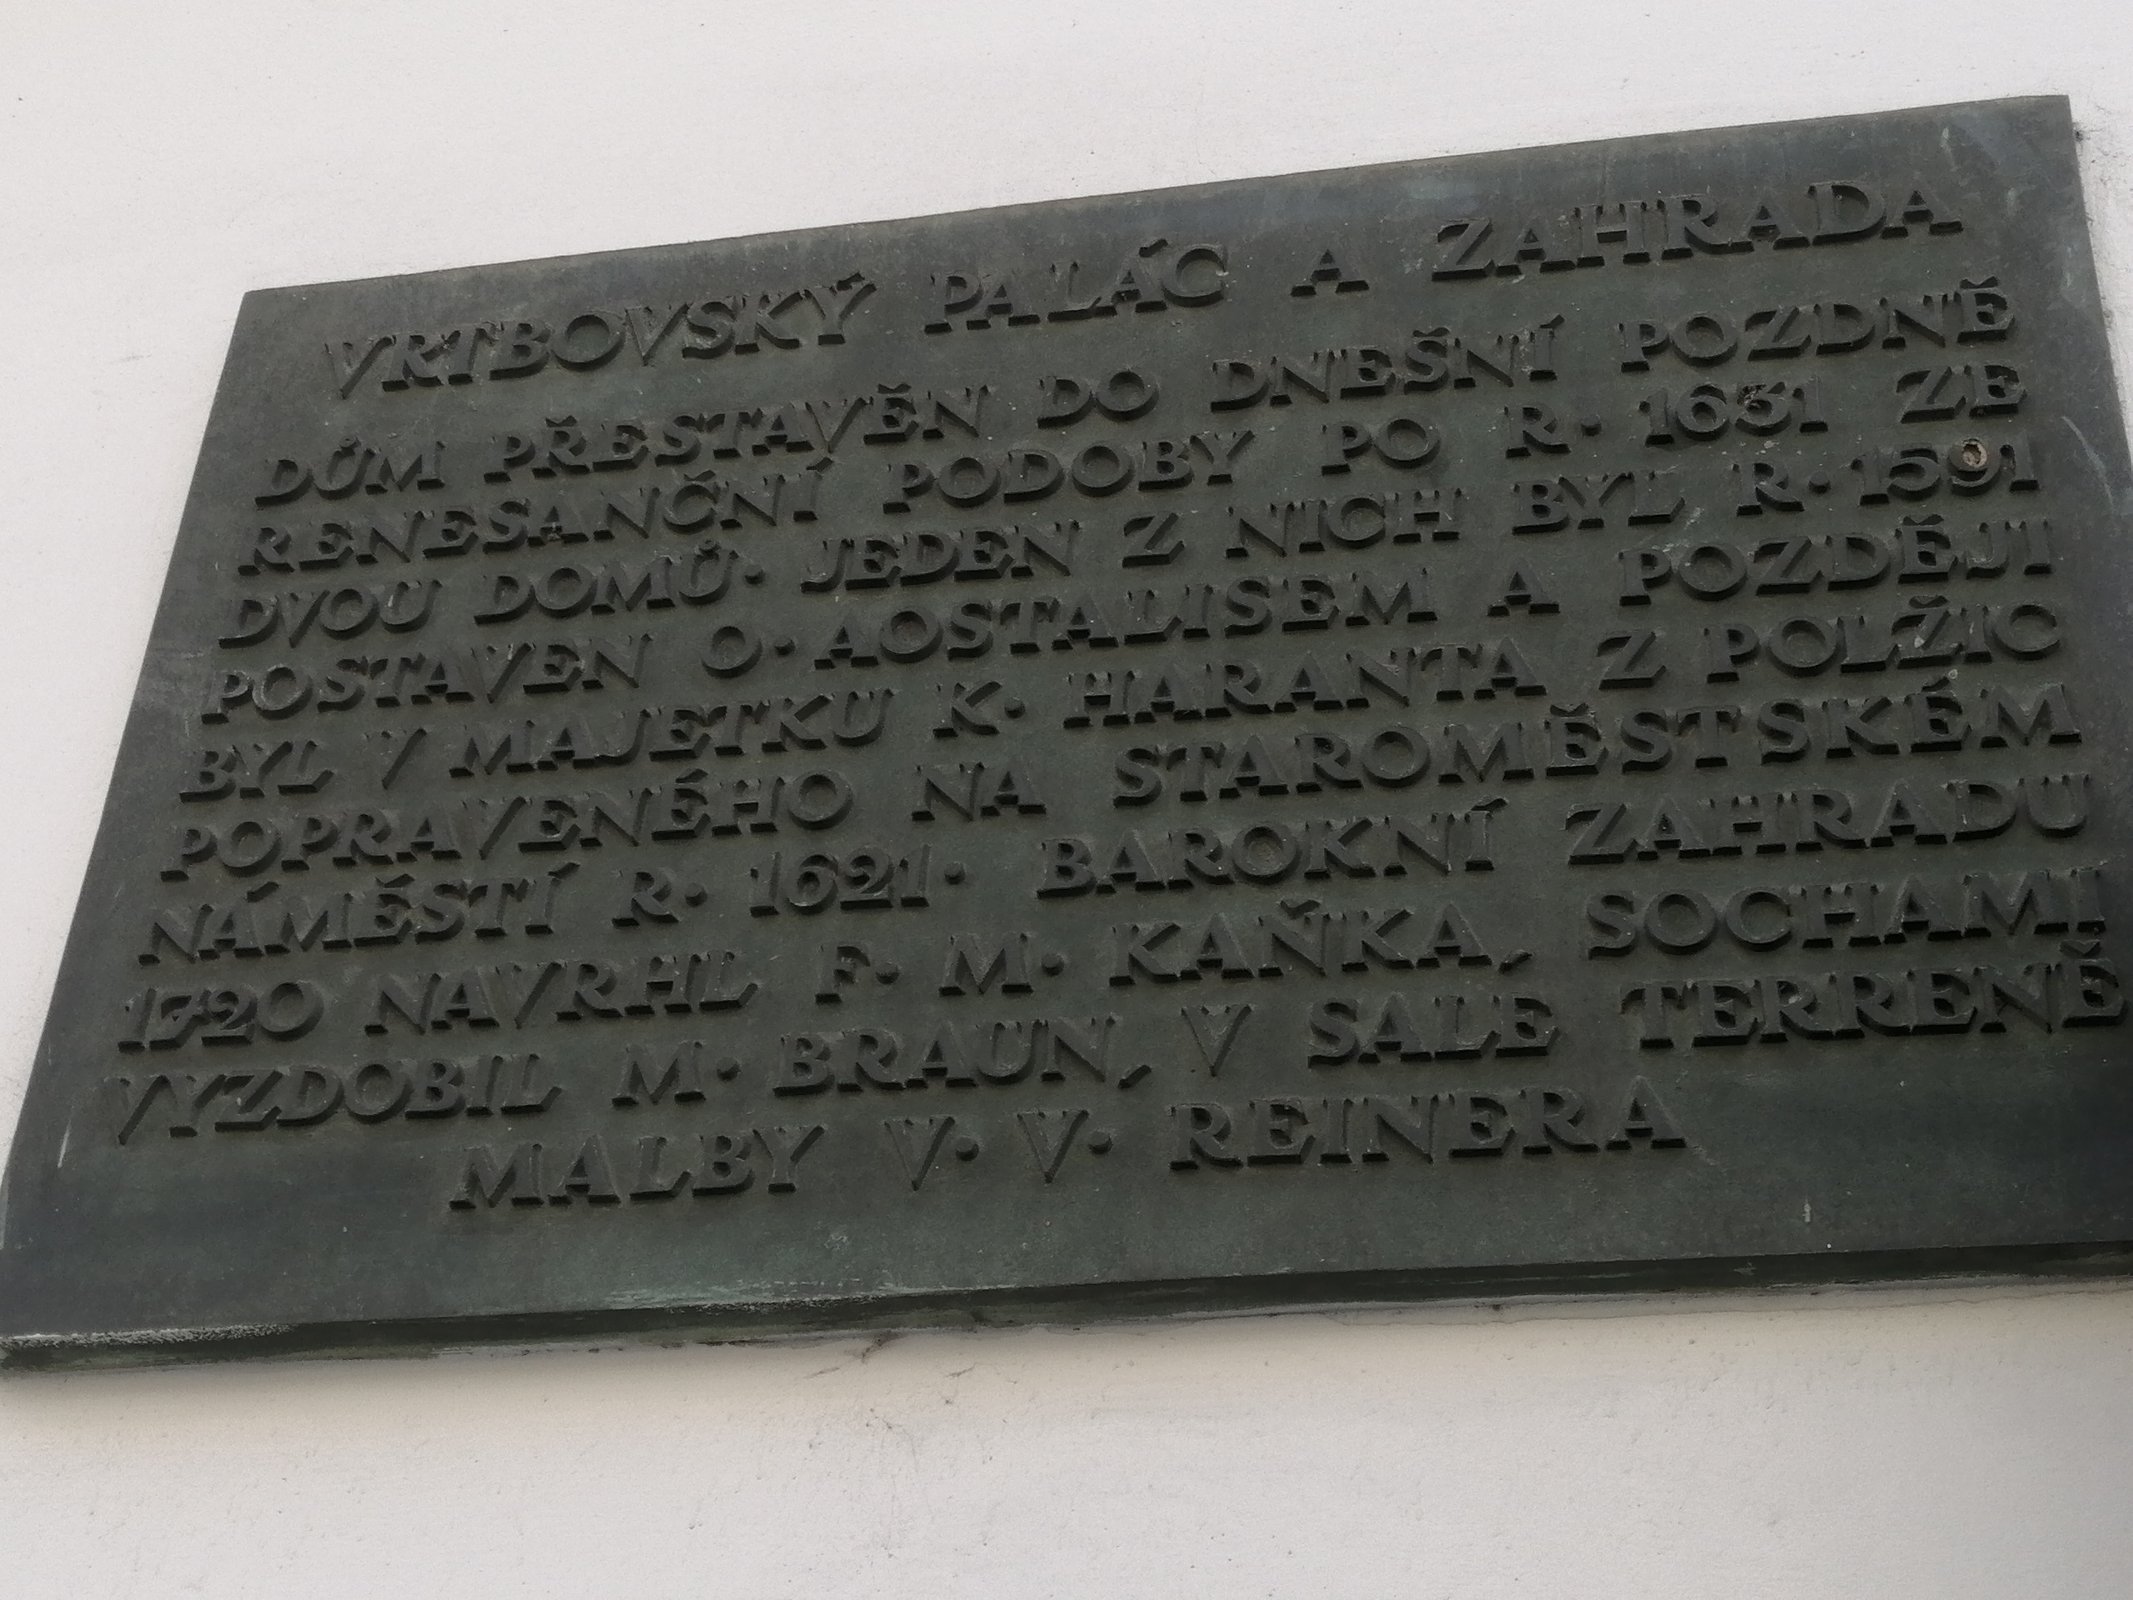 VRTBOVSKÝ PALÁC A ZAHRADA
DŮM PŘESTAVĚN DO DNEŠNÍ POZDNĚ
RENESANČNÍ PODOBY PO R. 1631 ZE
DVOU DOMŮ. JEDEN Z NICH BYL R. 1591
POSTAVEN O. AOSTALISEM A POZDĚJI
BYL V MAJETKU K. HARANTA Z POLŽIC
POPRAVENÉHO NA STAROMĚSTSKÉM
NÁMĚSTÍ R. 1621. BAROKNÍ ZAHRADU
1720 NAVRHL F. M. KAŇKA, SOCHAMI
VYZDOBIL M. BRAUN, V SALE TERRENĚ
MALBY V. V. REINERA